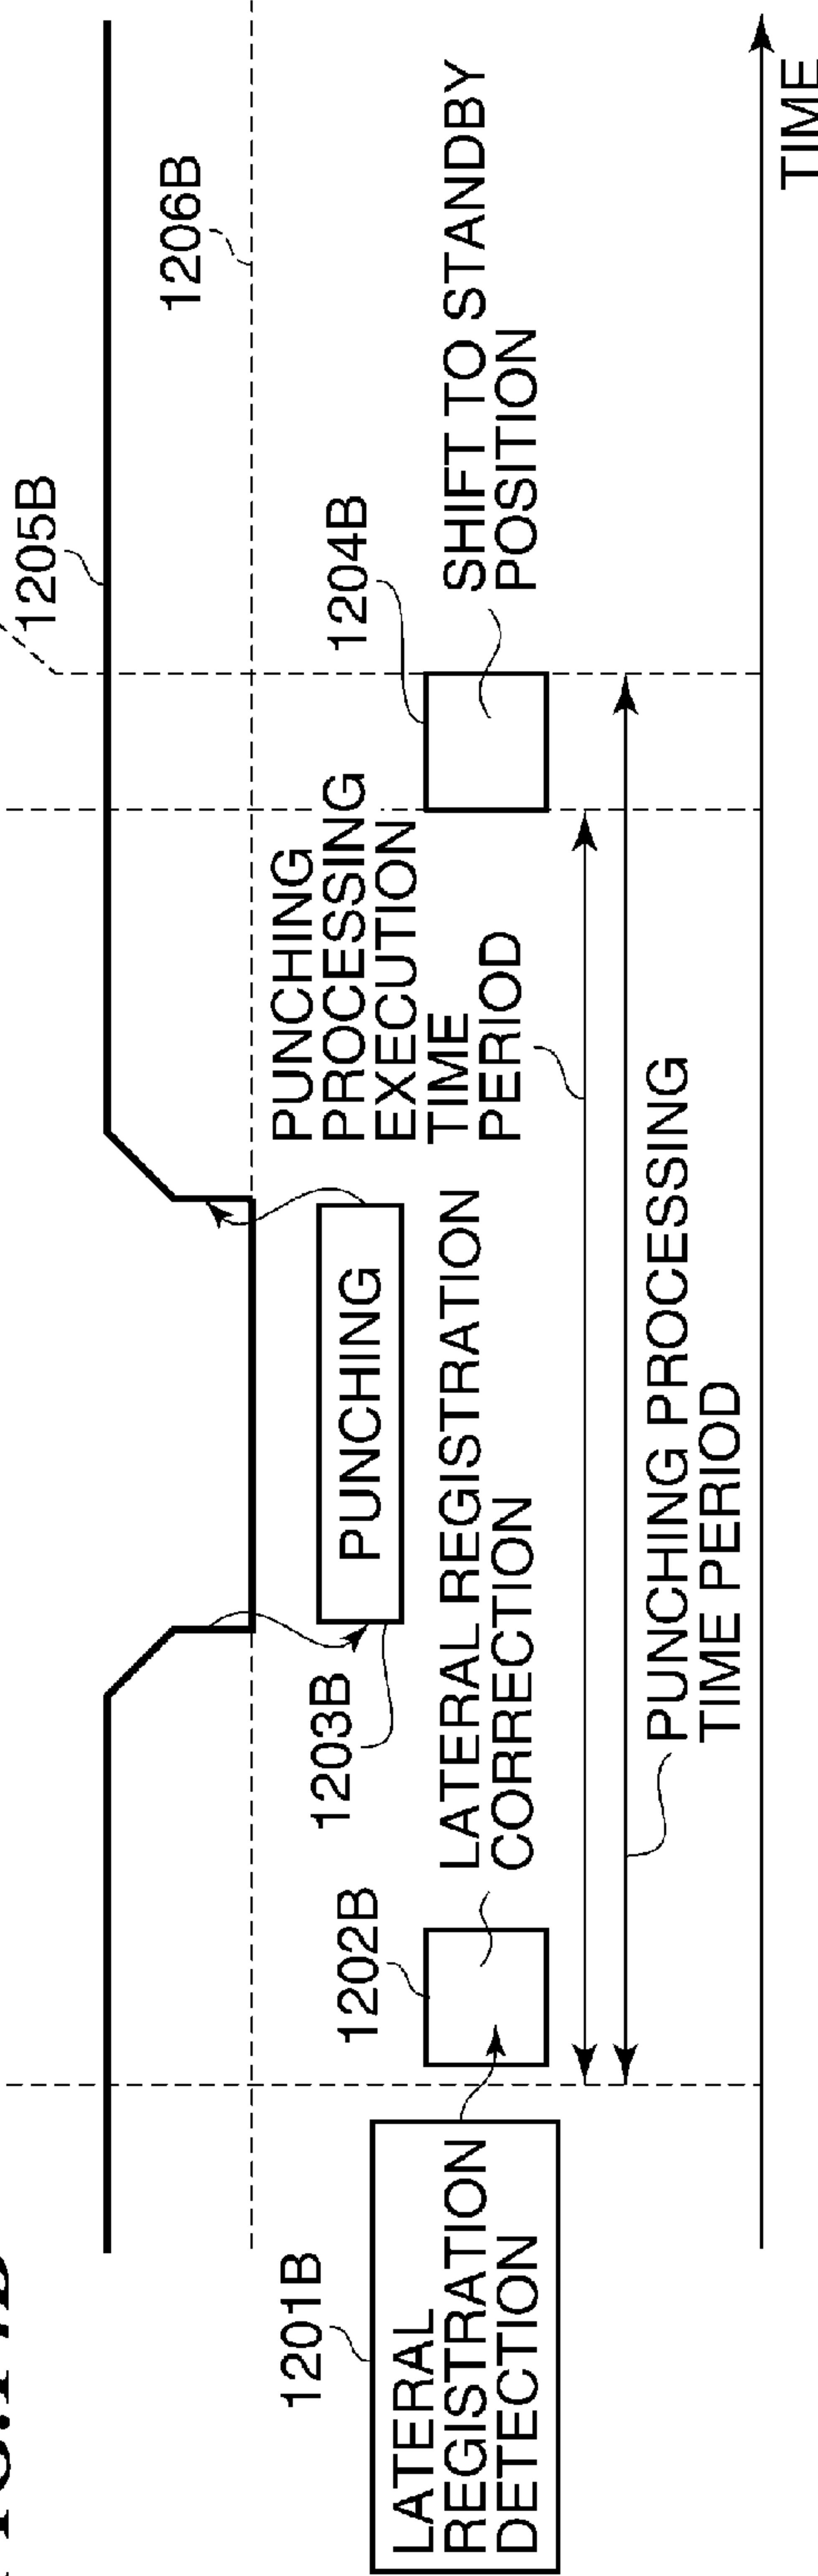 1205B
1206B
1201B
LATERAL
REGISTRATION
DETECTION
1202B
LATERAL REGISTRATION
CORRECTION
1203B
PUNCHING
PUNCHING
PROCESSING
EXECUTION
TIME
PERIOD
1204B
SHIFT TO STANDBY
POSITION
PUNCHING PROCESSING
TIME PERIOD
TIME